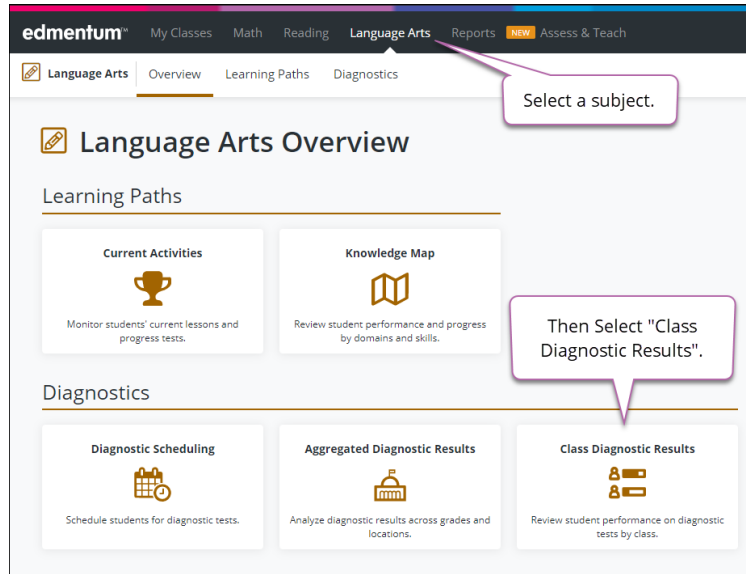 edmentum™ My Classes Math Reading Language Arts Reports NEW Assess & Teach
Language Arts Overview Learning Paths Diagnostics
Select a subject.
Language Arts Overview
Learning Paths
Current Activities
Monitor students' current lessons and
progress tests.
Knowledge Map
Review student performance and progress
by domains and skills.
Then Select "Class
Diagnostic Results".
Diagnostics
Diagnostic Scheduling
Schedule students for diagnostic tests.
Aggregated Diagnostic Results
Analyze diagnostic results across grades and
locations.
Class Diagnostic Results
Review student performance on diagnostic
tests by class.